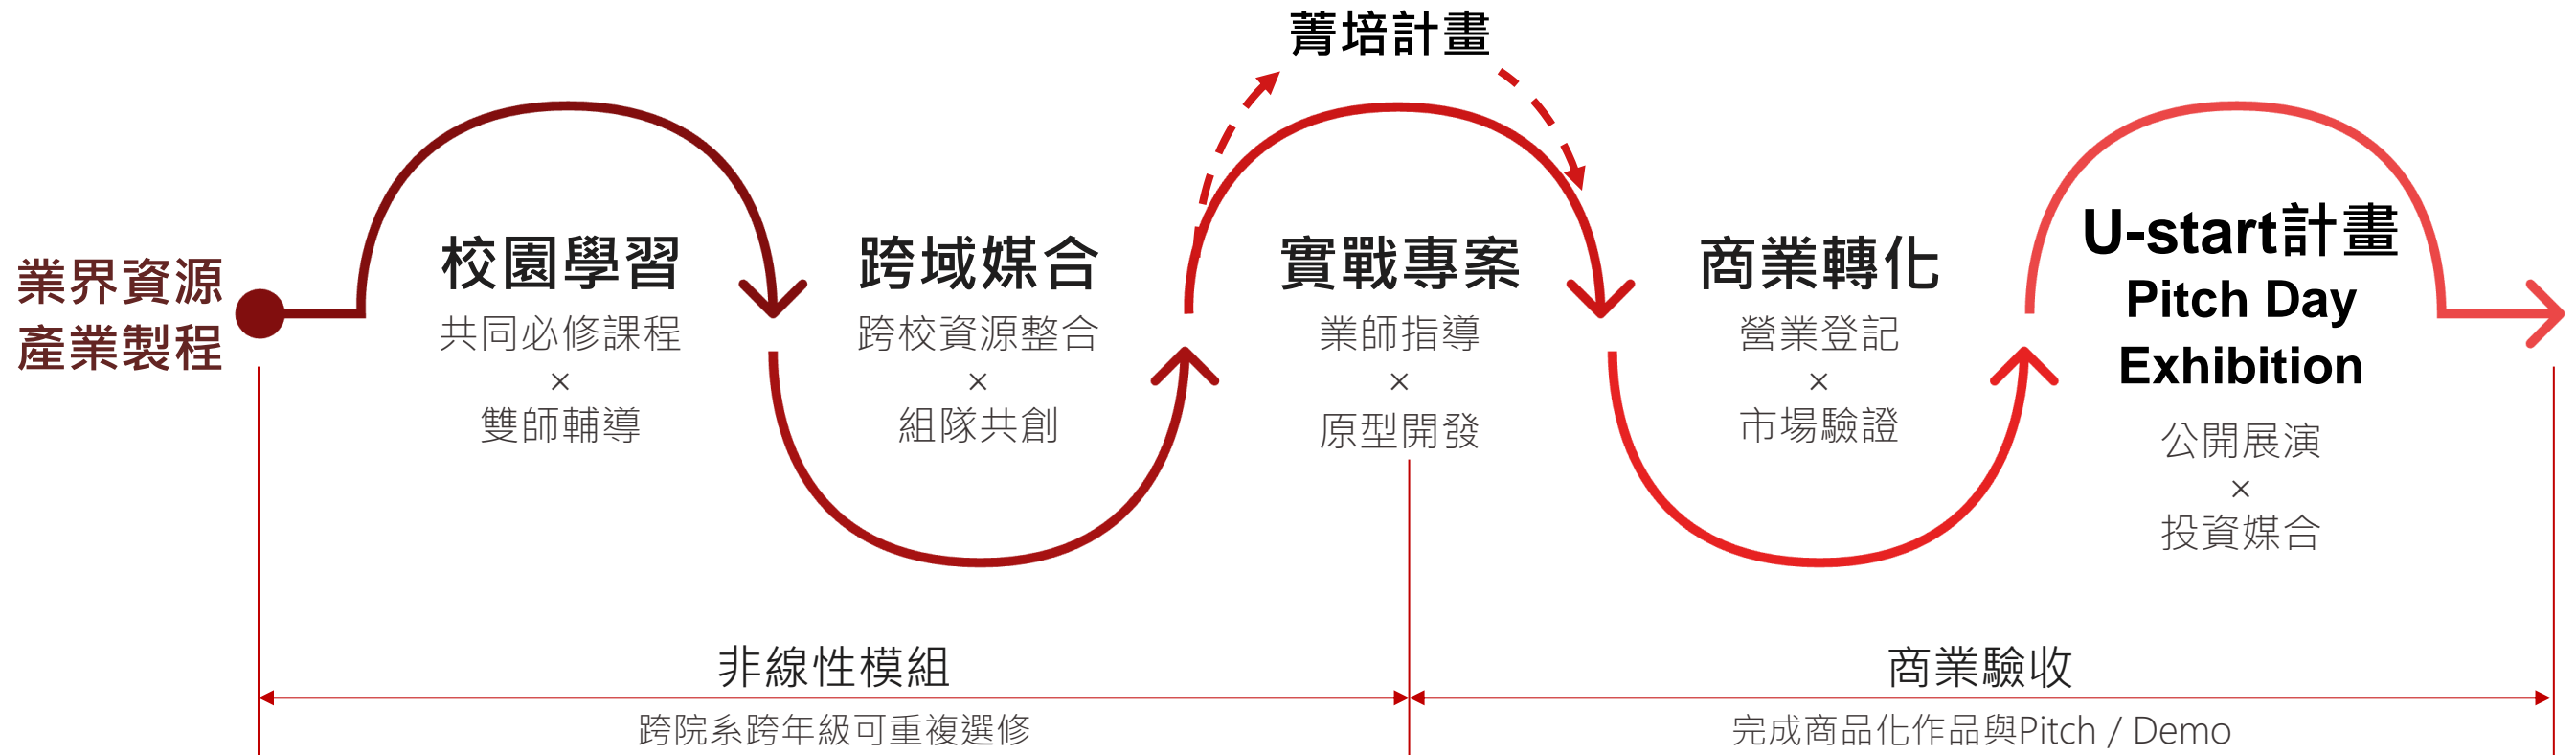 菁培計畫
業界資源
產業製程
校園學習
共同必修課程
×
雙師輔導
跨域媒合
跨校資源整合
×
組隊共創
實戰專案
業師指導
×
原型開發
商業轉化
營業登記
×
市場驗證
U-start計畫
Pitch Day
Exhibition
公開展演
×
投資媒合
非線性模組
跨院系跨年級可重複選修
商業驗收
完成商品化作品與Pitch / Demo